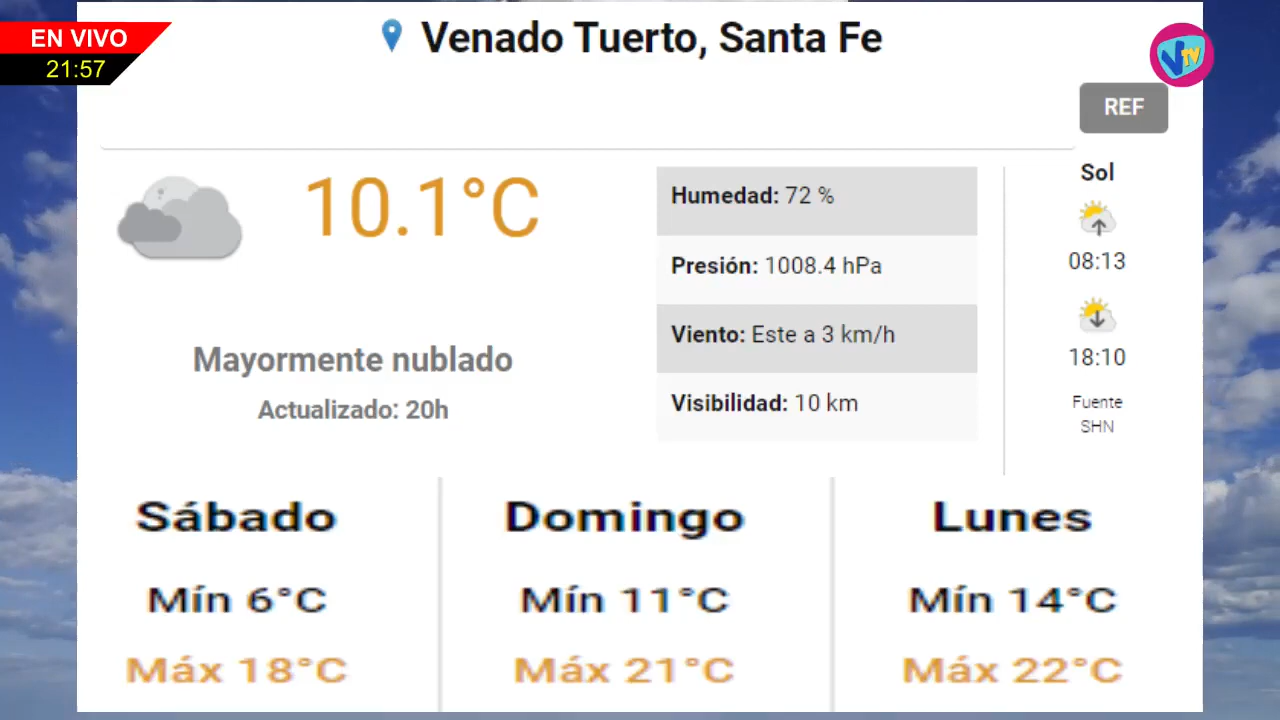 EN VIVO
21:57
Venado Tuerto, Santa Fe
VTV
REF
10.1°C
Mayormente nublado
Actualizado: 20h
Humedad: 72 %
Presión: 1008.4 hPa
Viento: Este a 3 km/h
Visibilidad: 10 km
Sol
08:13
18:10
Fuente
SHN
Sábado
Mín 6°C
Máx 18°C
Domingo
Mín 11°C
Máx 21°C
Lunes
Mín 14°C
Máx 22°C